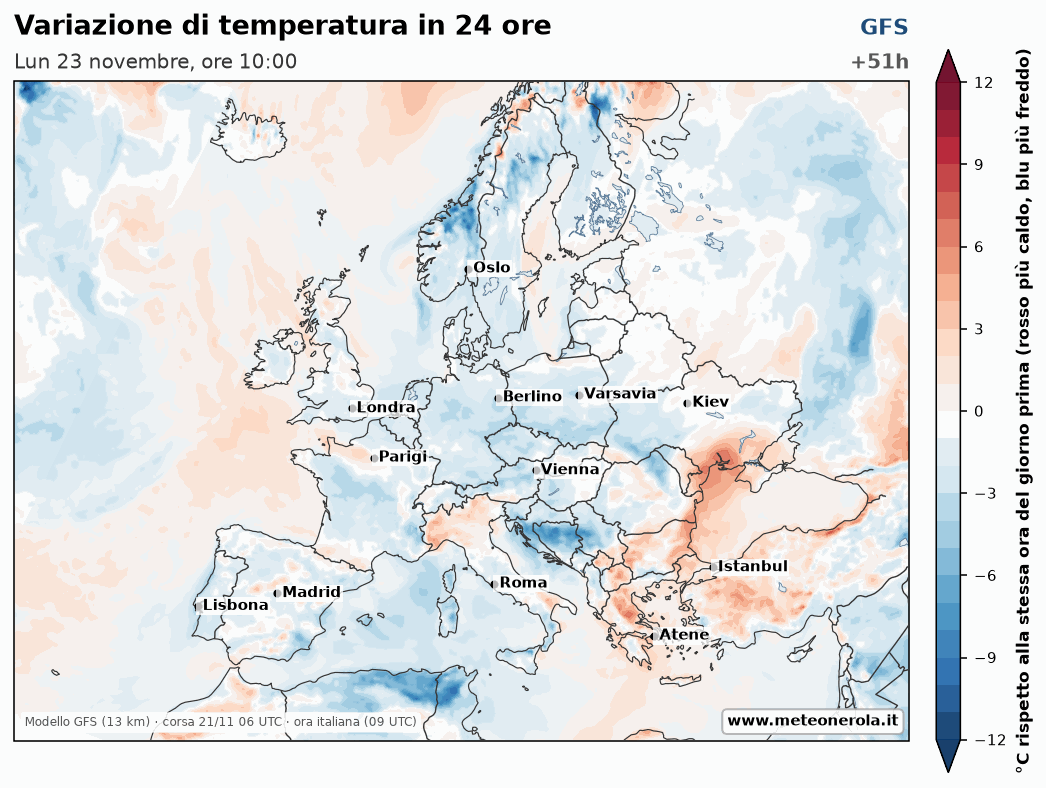 Variazione di temperatura in 24 ore
GFS
Lun 23 novembre, ore 10:00
+51h
Oslo
Londra
Berlino
Varsavia
Kiev
Parigi
Vienna
Madrid
Lisbona
Roma
Istanbul
Atene
Modello GFS (13 km) · corsa 21/11 06 UTC · ora italiana (09 UTC)
www.meteonerola.it
12
9
6
3
0
−3
−6
−9
−12
°C rispetto alla stessa ora del giorno prima (rosso più caldo, blu più freddo)